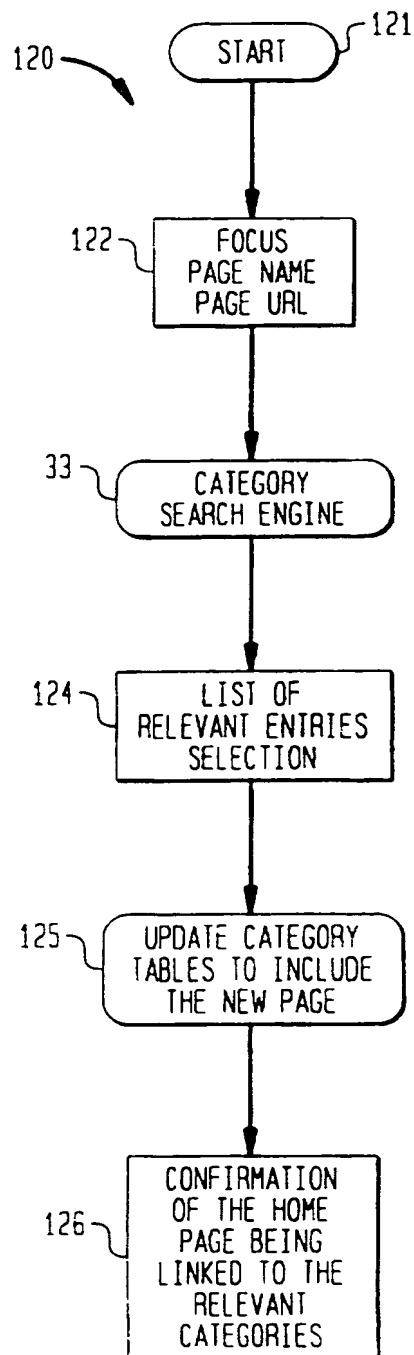 START
121
120
122
FOCUS
PAGE NAME
PAGE URL
33
CATEGORY
SEARCH ENGINE
124
LIST OF
RELEVANT ENTRIES
SELECTION
125
UPDATE CATEGORY
TABLES TO INCLUDE
THE NEW PAGE
126
CONFIRMATION
OF THE HOME
PAGE BEING
LINKED TO THE
RELEVANT
CATEGORIES